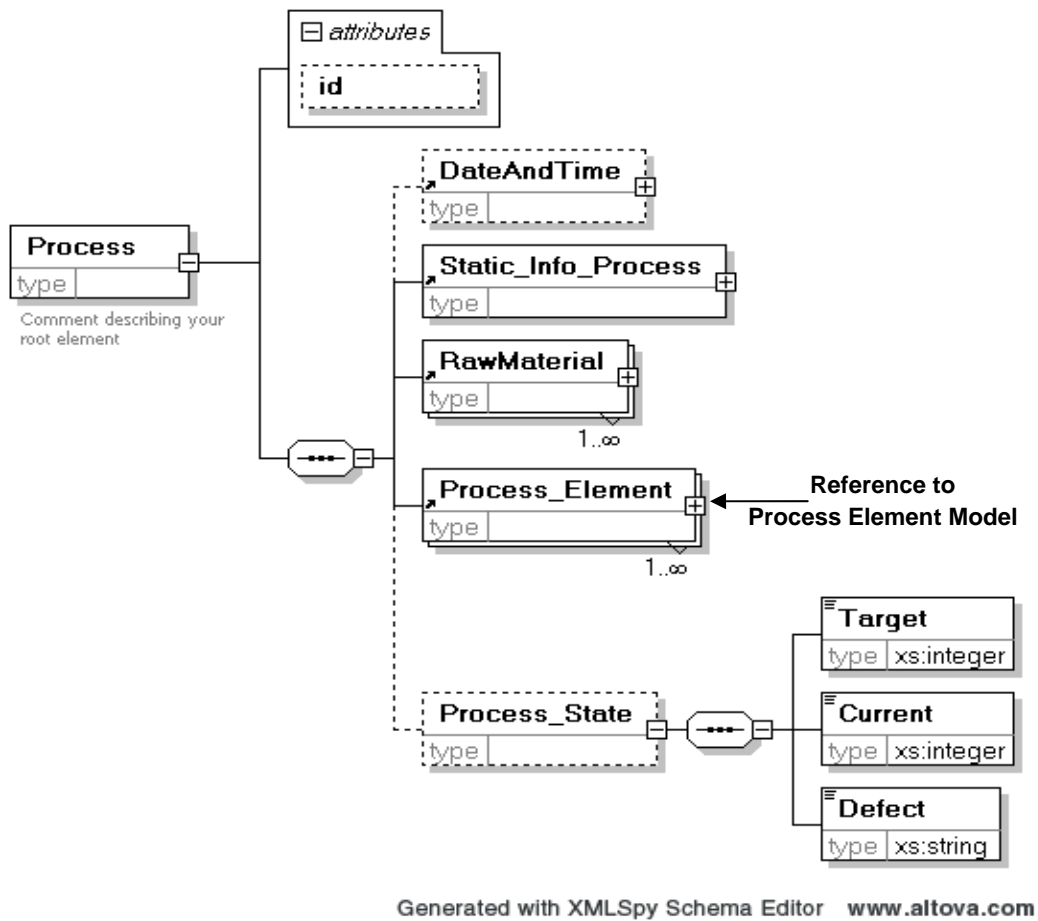 attributes
id
DateAndTime
type
Process
type
Comment describing your
root element
Static_Info_Process
type
RawMaterial
type
1..∞
Process_Element
type
1..∞
Reference to
Process Element Model
Process_State
type
Target
type xs:integer
Current
type xs:integer
Defect
type xs:string
Generated with XMLSpy Schema Editor www.altova.com